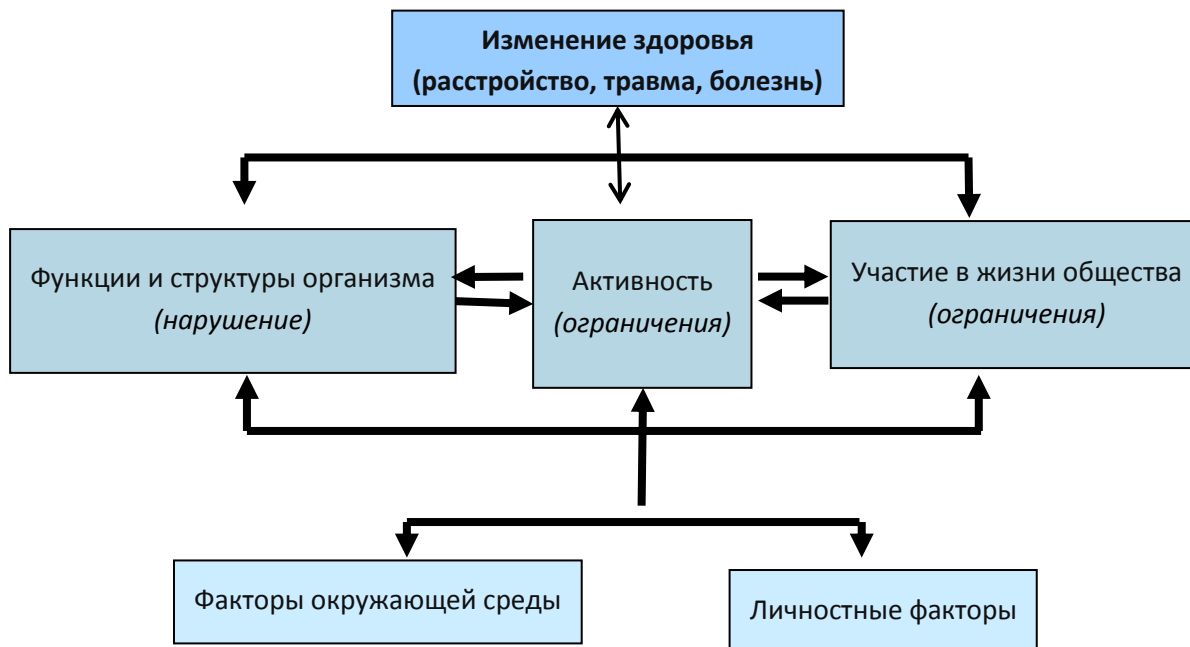 Изменение здоровья
(расстройство, травма, болезнь)
Функции и структуры организма
(нарушение)
Активность
(ограничения)
Участие в жизни общества
(ограничения)
Факторы окружающей среды
Личностные факторы